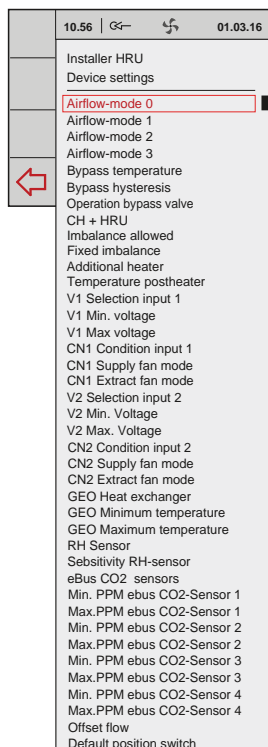 10.56 01.03.16
Installer HRU
Device settings
Airflow-mode 0
Airflow-mode 1
Airflow-mode 2
Airflow-mode 3
Bypass temperature
Bypass hysteresis
Operation bypass valve
CH + HRU
Imbalance allowed
Fixed imbalance
Additional heater
Temperature postheater
V1 Selection input 1
V1 Min. voltage
V1 Max voltage
CN1 Condition input 1
CN1 Supply fan mode
CN1 Extract fan mode
V2 Selection input 2
V2 Min. Voltage
V2 Max. Voltage
CN2 Condition input 2
CN2 Supply fan mode
CN2 Extract fan mode
GEO Heat exchanger
GEO Minimum temperature
GEO Maximum temperature
RH Sensor
Sebsitivity RH-sensor
eBus CO2 sensors
Min. PPM ebus CO2-Sensor 1
Max.PPM ebus CO2-Sensor 1
Min. PPM ebus CO2-Sensor 2
Max.PPM ebus CO2-Sensor 2
Min. PPM ebus CO2-Sensor 3
Max.PPM ebus CO2-Sensor 3
Min. PPM ebus CO2-Sensor 4
Max.PPM ebus CO2-Sensor 4
Offset flow
Default position switch